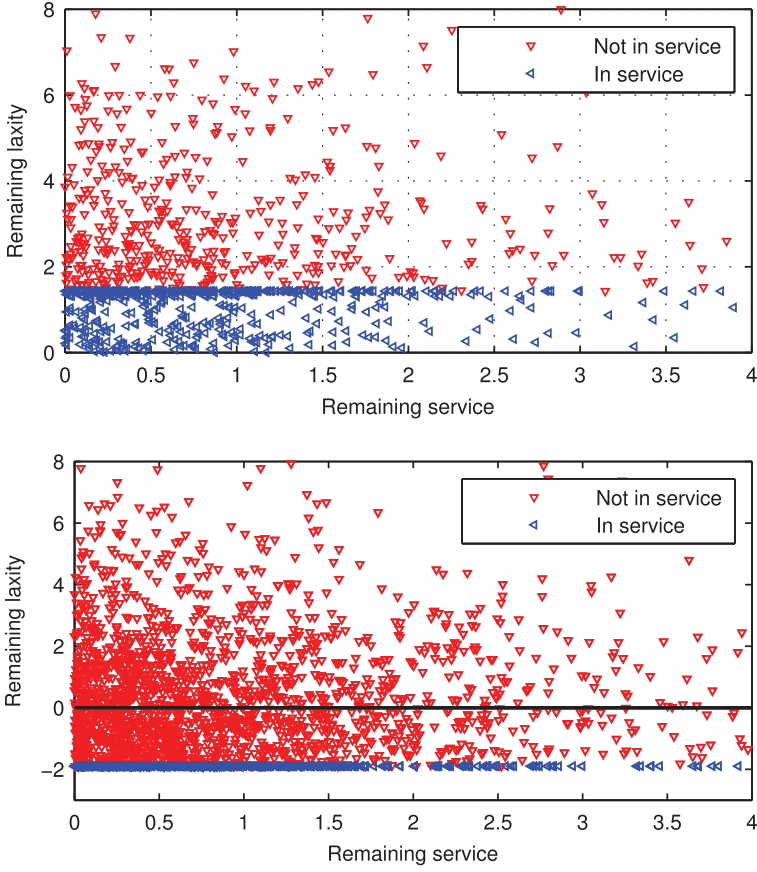 8
6
4
2
0
Remaining laxity
Not in service
In service
0 0.5 1 1.5 2 2.5 3 3.5 4
Remaining service
8
6
4
2
0
−2
Remaining laxity
Not in service
In service
0 0.5 1 1.5 2 2.5 3 3.5 4
Remaining service